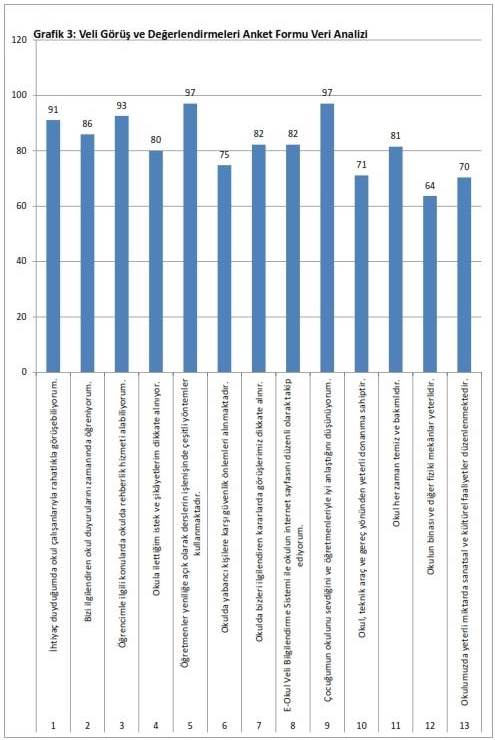 Grafik 3: Veli Görüş ve Değerlendirmeleri Anket Formu Veri Analizi
120
100
80
60
40
20
0
91
86
93
80
97
75
82
82
97
71
81
64
70
İhtiyaç duyduğumda okul çalışanlarıyla rahatlıkla görüşebiliyorum.
Bizi ilgilendiren okul duyurularını zamanında öğreniyorum.
Öğrencimle ilgili konularda okulda rehberlik hizmeti alabiliyorum.
Okula ilettiğim istek ve şikâyetlerim dikkate alınıyor.
Öğretmenler yeniliğe açık olarak derslerin işlenişinde çeşitli yöntemler
kullanmaktadır.
Okulda yabancı kişilere karşı güvenlik önlemleri alınmaktadır.
Okulda bizleri ilgilendiren kararlarda görüşlerimiz dikkate alınır.
E-Okul Veli Bilgilendirme Sistemi ile okulun internet sayfasını düzenli olarak takip
ediyorum.
Çocuğumun okulunu sevdiğini ve öğretmenleriyle iyi anlaştığını düşünüyorum.
Okul, teknik araç ve gereç yönünden yeterli donanıma sahiptir.
Okul her zaman temiz ve bakımlıdır.
Okulun binası ve diğer fiziki mekânlar yeterlidir.
Okulumuzda yeterli miktarda sanatsal ve kültürel faaliyetler düzenlenmektedir.
1
2
3
4
5
6
7
8
9
10
11
12
13